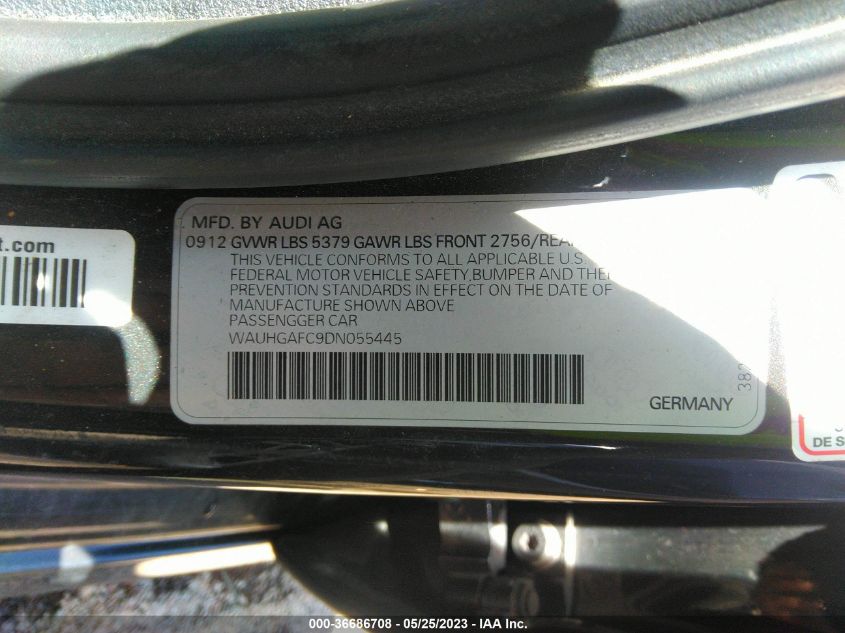 MFD. BY AUDI AG
0912 GVWR LBS 5379 GAWR LBS FRONT 2756/REAR
THIS VEHICLE CONFORMS TO ALL APPLICABLE U.S
FEDERAL MOTOR VEHICLE SAFETY,BUMPER AND
PREVENTION STANDARDS IN EFFECT ON THE DATE OF
MANUFACTURE SHOWN ABOVE
PASSENGGER CAR
WAUHGAFC9DN055445
GERMANY
t.com
DE S
000-36686708 - 05/25/2023 - IAA Inc.